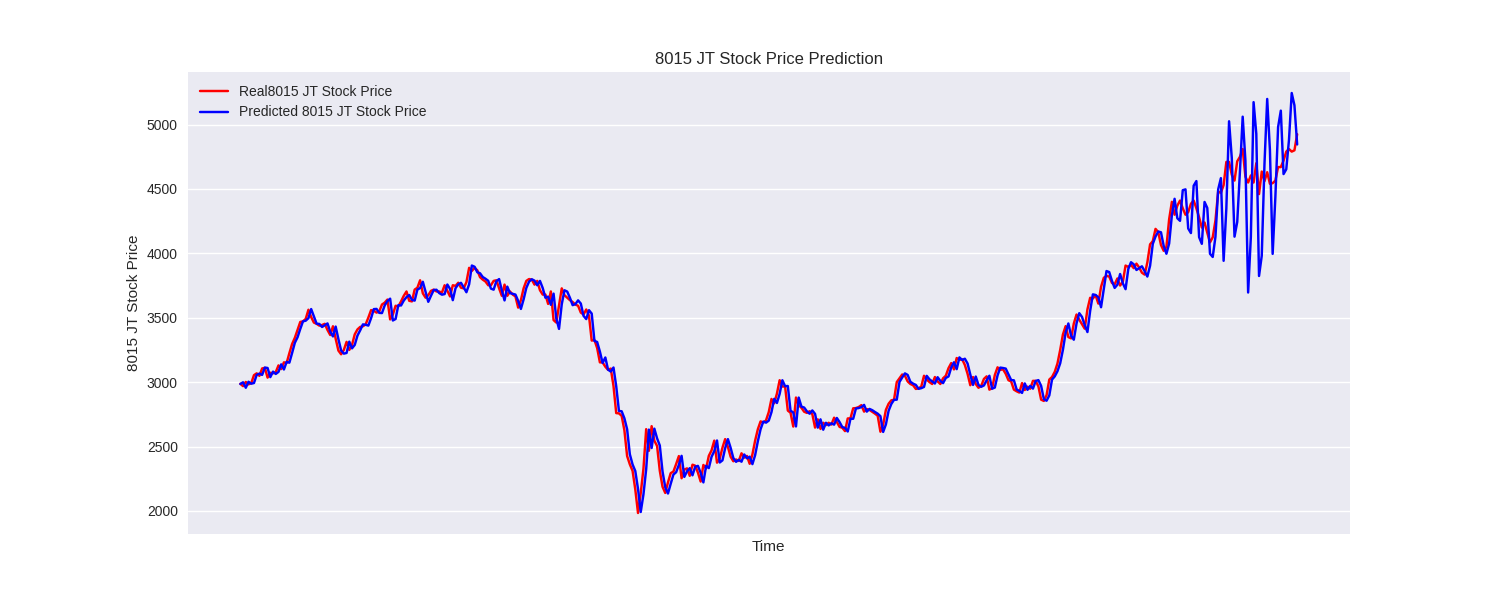 8015 JT Stock Price Prediction
Real8015 JT Stock Price
Predicted 8015 JT Stock Price
5000
4500
4000
3500
3000
2500
2000
8015 JT Stock Price
Time